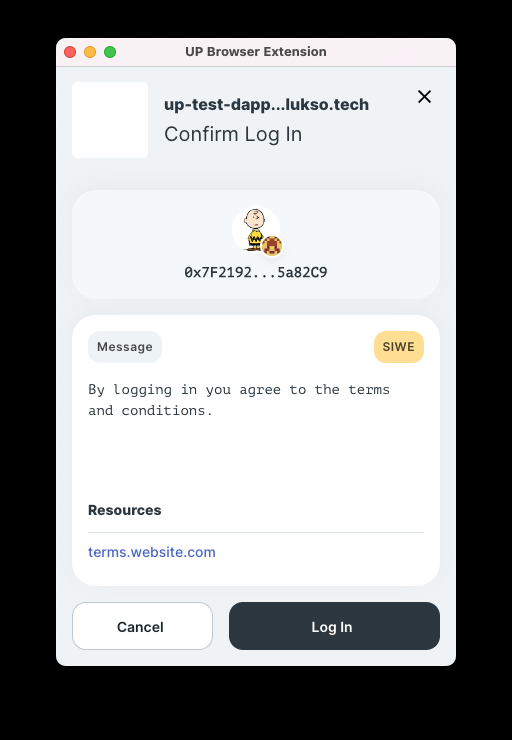 UP Browser Extension
up-test-dapp...lukso.tech
Confirm Log In
0x7F2192...5a82C9
Message
SIWE
By logging in you agree to the terms
and conditions.
Resources
terms.website.com
Cancel
Log In